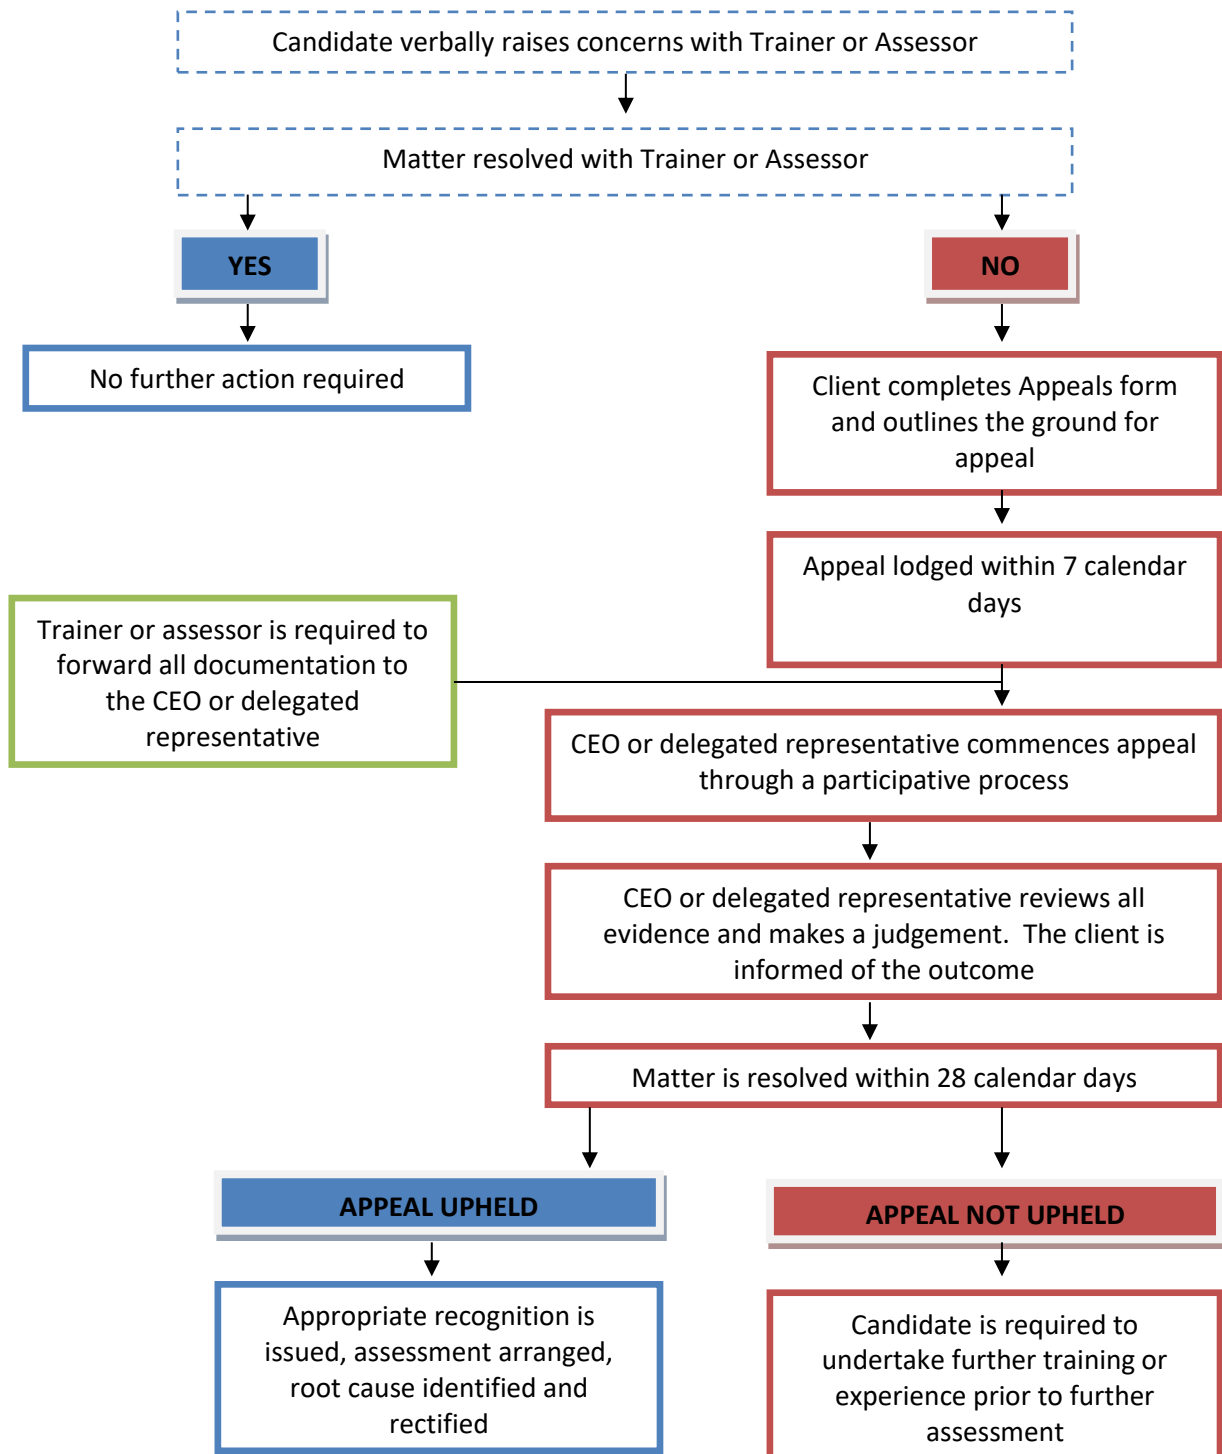 Candidate verbally raises concerns with Trainer or Assessor
Matter resolved with Trainer or Assessor
YES
NO
No further action required
Client completes Appeals form
and outlines the ground for
appeal
Appeal lodged within 7 calendar
days
Trainer or assessor is required to
forward all documentation to
the CEO or delegated
representative
CEO or delegated representative commences appeal
through a participative process
CEO or delegated representative reviews all
evidence and makes a judgement.  The client is
informed of the outcome
Matter is resolved within 28 calendar days
APPEAL UPHELD
APPEAL NOT UPHELD
Appropriate recognition is
issued, assessment arranged,
root cause identified and
rectified
Candidate is required to
undertake further training or
experience prior to further
assessment